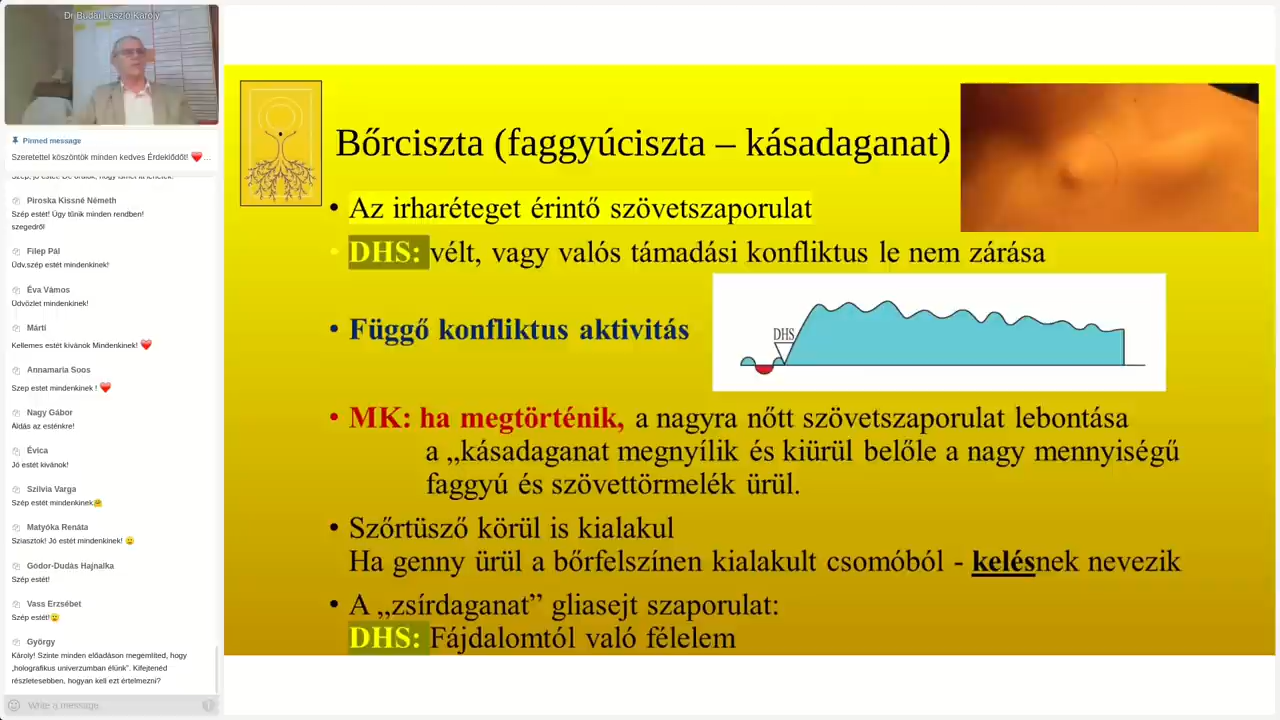 Dr Budai László Károly
Pinned message
Szeretettel köszöntök minden kedves Érdeklődőt! ❤️...
Piroska Kissné Németh
Szép estét! Úgy tűnik minden rendben!
szegedről
Filep Pál
Üdv,szép estét mindenkinek!
Éva Vámos
Üdvözlet mindenkinek!
Márti
Kellemes estét kívánok Mindenkinek! ❤️
Annamaria Soos
Szep estet mindenkinek ! ❤️
Nagy Gábor
Áldás az esténkre!
Évica
Jó estét kívánok!
Szilvia Varga
Szép estét mindenkinek🤗
Matyóka Renáta
Sziasztok! Jó estét mindenkinek! 🙂
Gódor-Dudás Hajnalka
Szép estét!
Vass Erzsébet
Szép estét!🙂
György
Károly! Szinte minden előadáson megemlíted, hogy
„holografikus univerzumban élünk”. Kifejtenéd
részletesebben, hogyan kell ezt értelmezni?
Write a message.
Bőrciszta (faggyúciszta – kásadaganat)
• Az irharéteget érintő szövetszaporulat
• DHS: vélt, vagy valós támadási konfliktus le nem zárása
• Függő konfliktus aktivitás
DHS
• MK: ha megtörténik, a nagyra nőtt szövetszaporulat lebontása
a „kásadaganat megnyílik és kiürül belőle a nagy mennyiségű
faggyú és szövettörmelék ürül.
• Szőrtüsző körül is kialakul
Ha genny ürül a bőrfelszínen kialakult csomóból - kelésnek nevezik
• A „zsírdaganat” gliasejt szaporulat:
DHS: Fájdalomtól való félelem